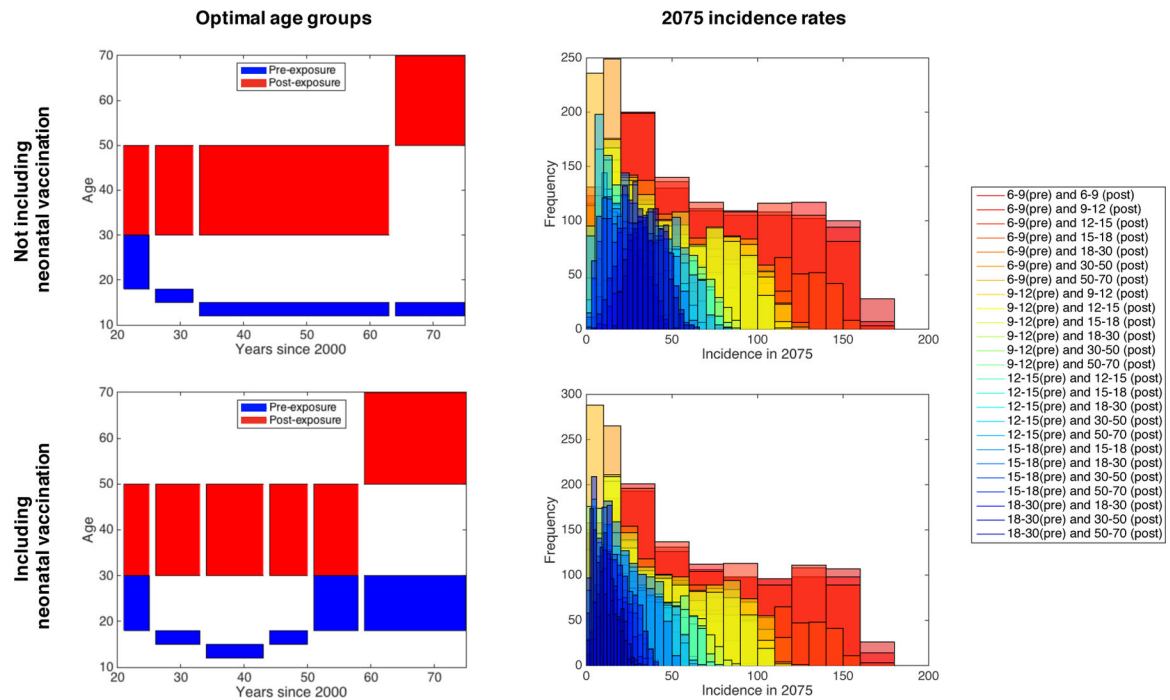 Optimal age groups
2075 incidence rates
Not including
neonatal vaccination
70
60
50
40
30
20
10
Age
20
30
40
50
60
70
Years since 2000
Pre-exposure
Post-exposure
250
200
150
100
50
0
Frequency
0
50
100
150
200
Incidence in 2075
Including
neonatal vaccination
70
60
50
40
30
20
10
Age
20
30
40
50
60
70
Years since 2000
Pre-exposure
Post-exposure
300
250
200
150
100
50
0
Frequency
0
50
100
150
200
Incidence in 2075
6-9(pre) and 6-9 (post)
6-9(pre) and 9-12 (post)
6-9(pre) and 12-15 (post)
6-9(pre) and 15-18 (post)
6-9(pre) and 18-30 (post)
6-9(pre) and 30-50 (post)
6-9(pre) and 50-70 (post)
9-12(pre) and 9-12 (post)
9-12(pre) and 12-15 (post)
9-12(pre) and 15-18 (post)
9-12(pre) and 18-30 (post)
9-12(pre) and 30-50 (post)
9-12(pre) and 50-70 (post)
12-15(pre) and 12-15 (post)
12-15(pre) and 15-18 (post)
12-15(pre) and 18-30 (post)
12-15(pre) and 30-50 (post)
12-15(pre) and 50-70 (post)
15-18(pre) and 15-18 (post)
15-18(pre) and 18-30 (post)
15-18(pre) and 30-50 (post)
15-18(pre) and 50-70 (post)
18-30(pre) and 18-30 (post)
18-30(pre) and 30-50 (post)
18-30(pre) and 50-70 (post)